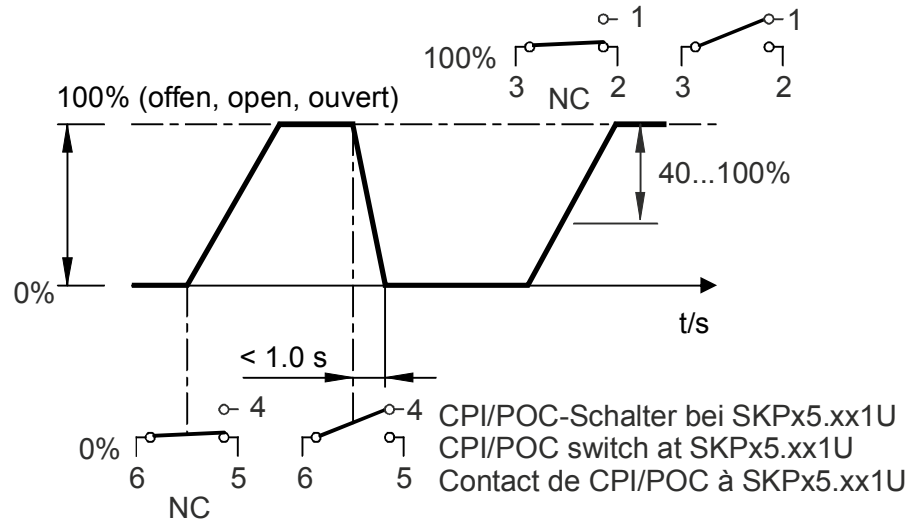 1 1
100%
3 2 3 2
NC
100% (offen, open, ouvert)
40...100%
0%
t/s
< 1.0 s
4 4 CPI/POC-Schalter bei SKPx5.xx1U
0% CPI/POC switch at SKPx5.xx1U
6 5 6 5 Contact de CPI/POC à SKPx5.xx1U
NC